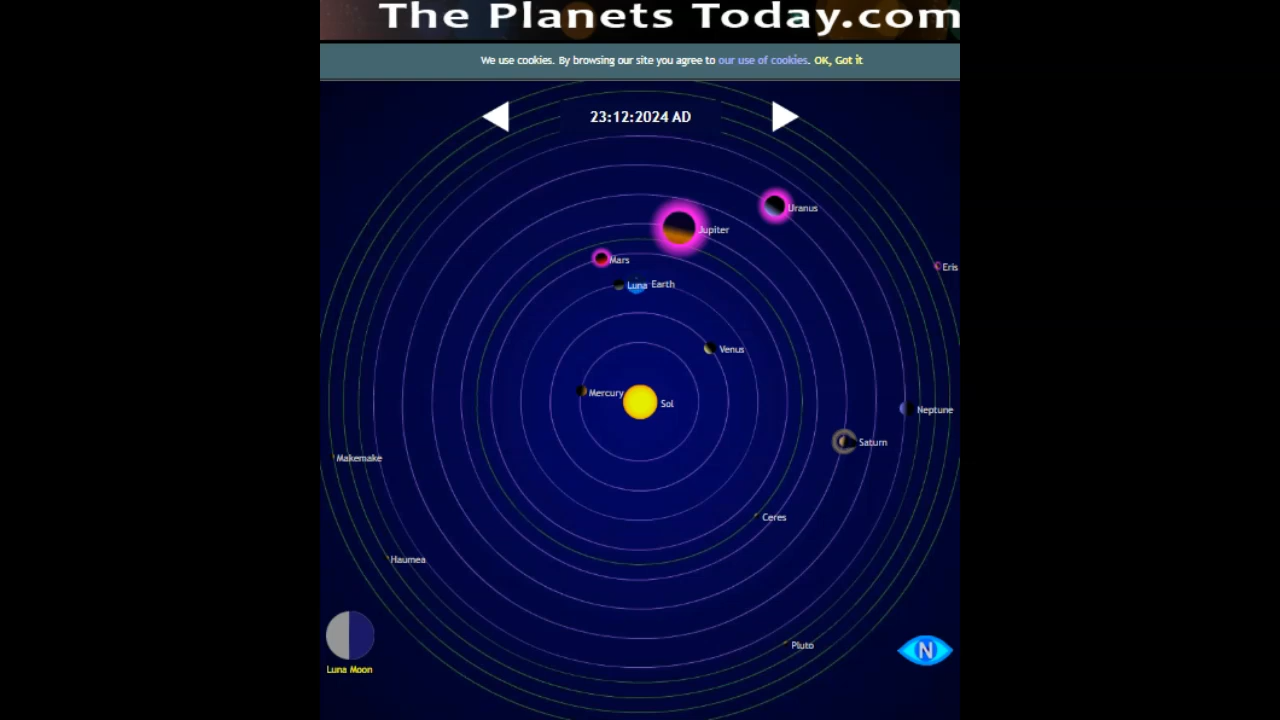 The Planets Today.com
We use cookies. By browsing our site you agree to our use of cookies. OK, Got it
23:12:2024 AD
Uranus
Jupiter
Mars
Eris
Luna Earth
Venus
Mercury
Sol
Neptune
Saturn
Makemake
Ceres
Haumea
Pluto
N
Luna Moon